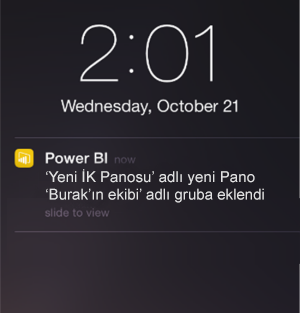 2:01
Wednesday, October 21
Power BI now
‘Yeni İK Panosu’ adlı yeni Pano
‘Burak’ın ekibi’ adlı gruba eklendi
slide to view